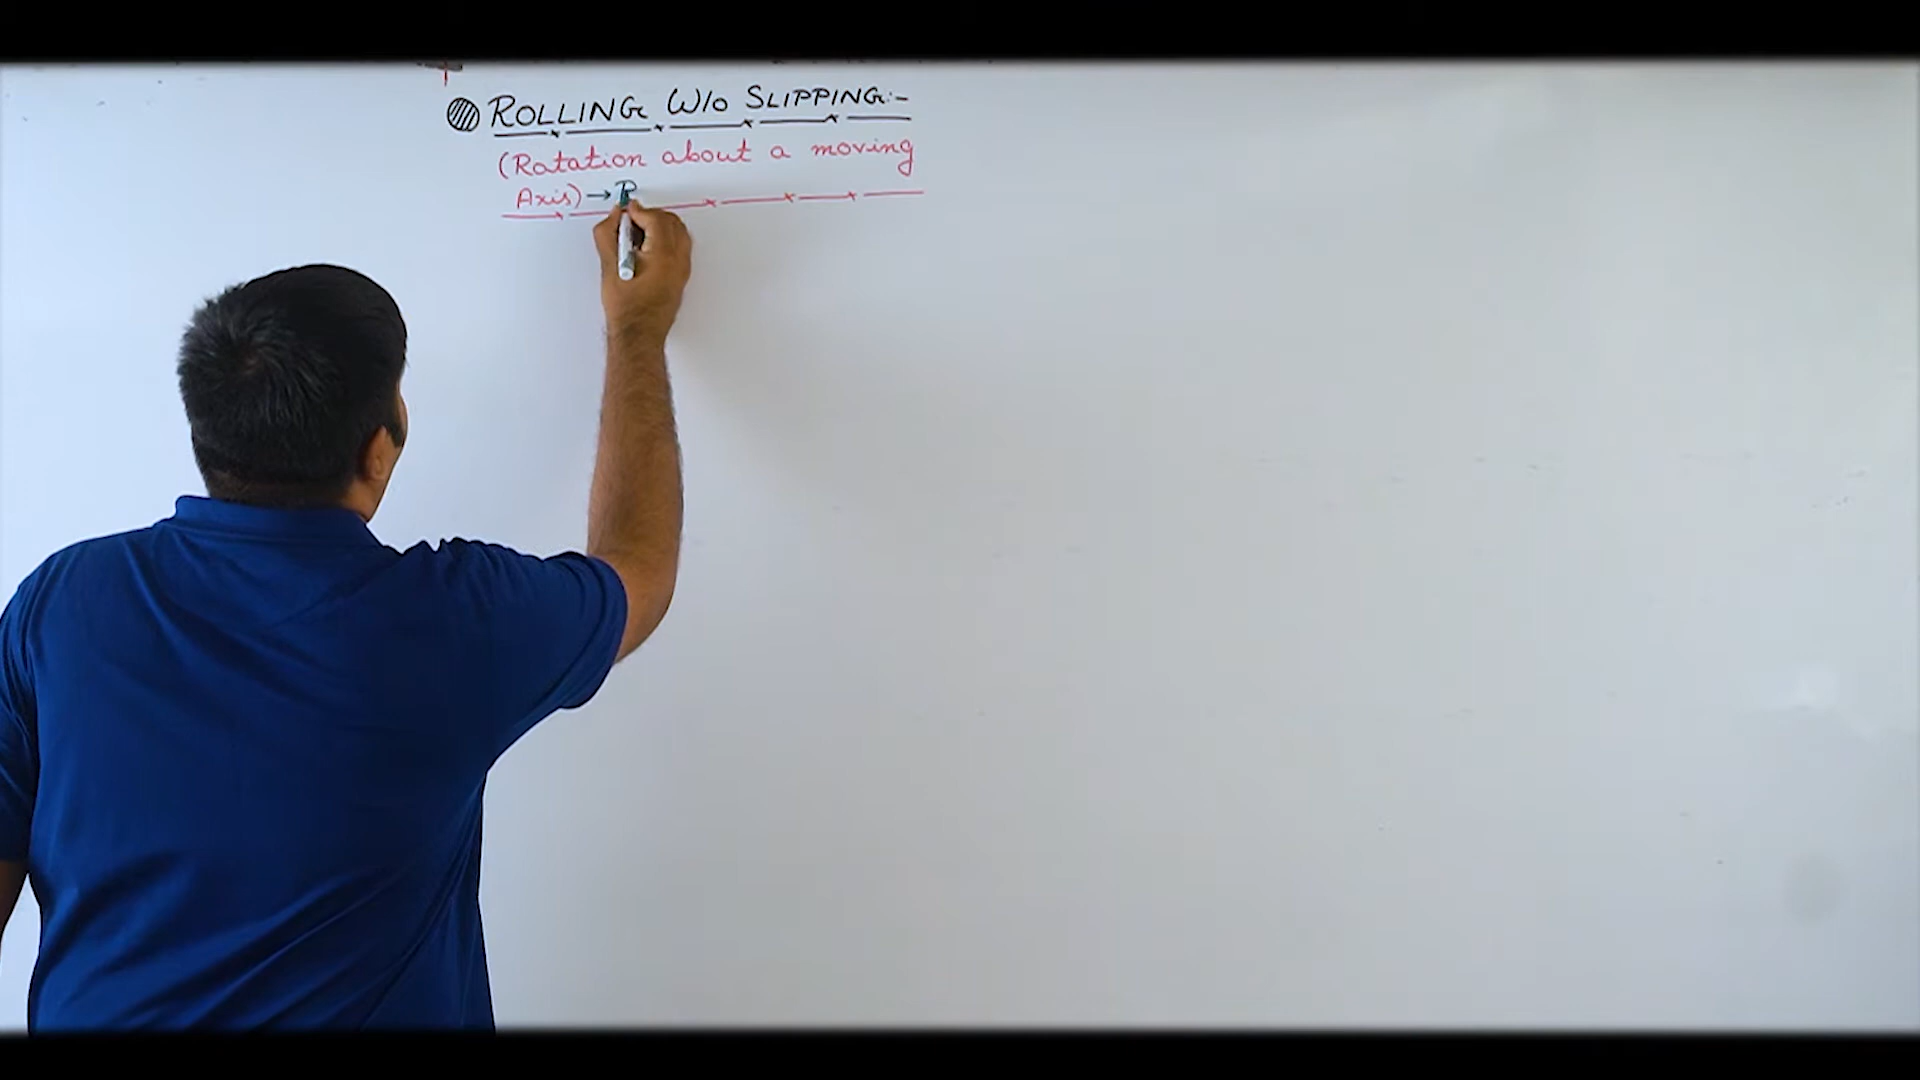 ROLLING W/O SLIPPING:-
(Rotation about a moving
Axis) → R